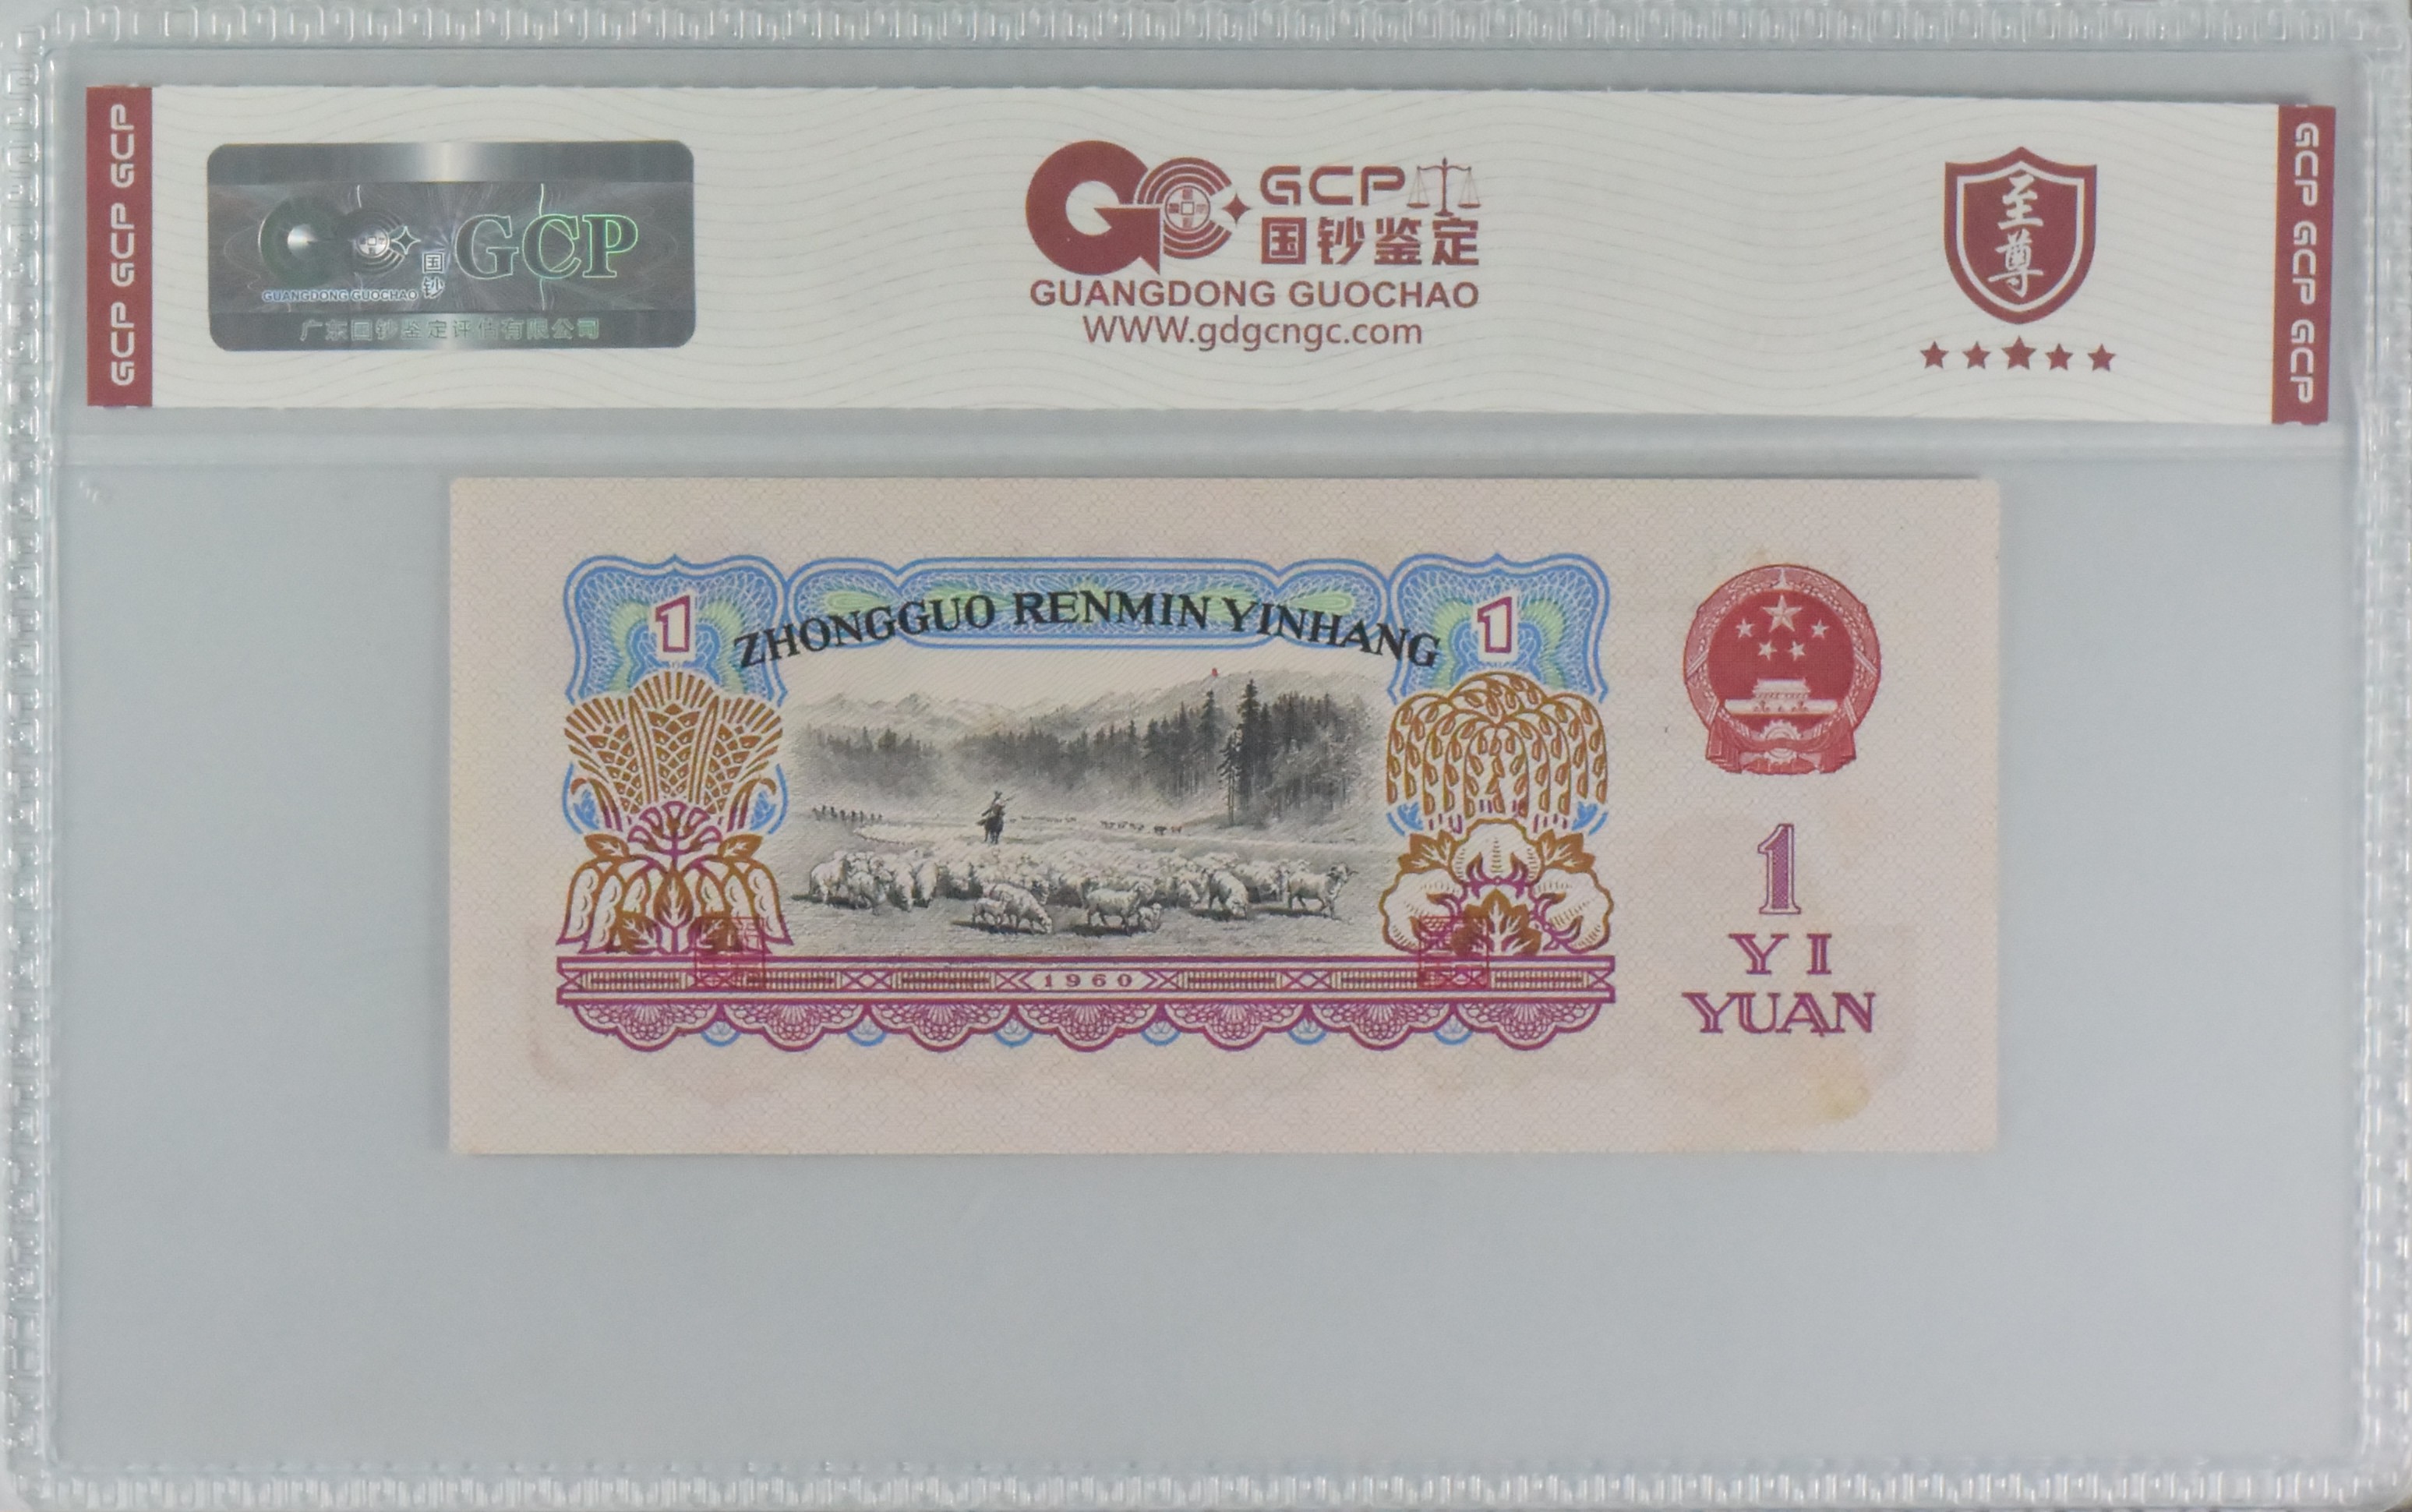 GCP GCP GCP
国钞
GCP
GUANGDONG GUOCHAO
广东国钞鉴定评估有限公司
GCP
国钞鉴定
GUANGDONG GUOCHAO
WWW.gdgcngc.com
至尊
GCP GCP GCP
1
ZHONGGUO RENMIN YINHANG
1
1960
1
YI
YUAN